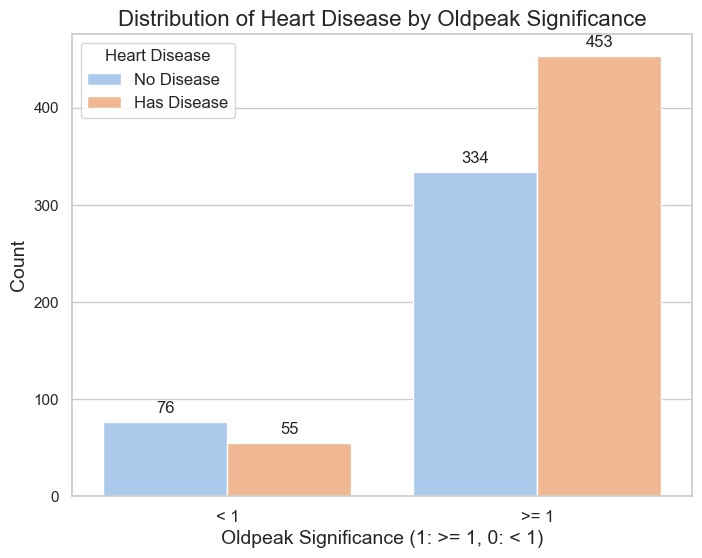 Distribution of Heart Disease by Oldpeak Significance
Heart Disease
No Disease
Has Disease
453
334
76
55
400
300
200
100
0
Count
< 1
>= 1
Oldpeak Significance (1: >= 1, 0: < 1)